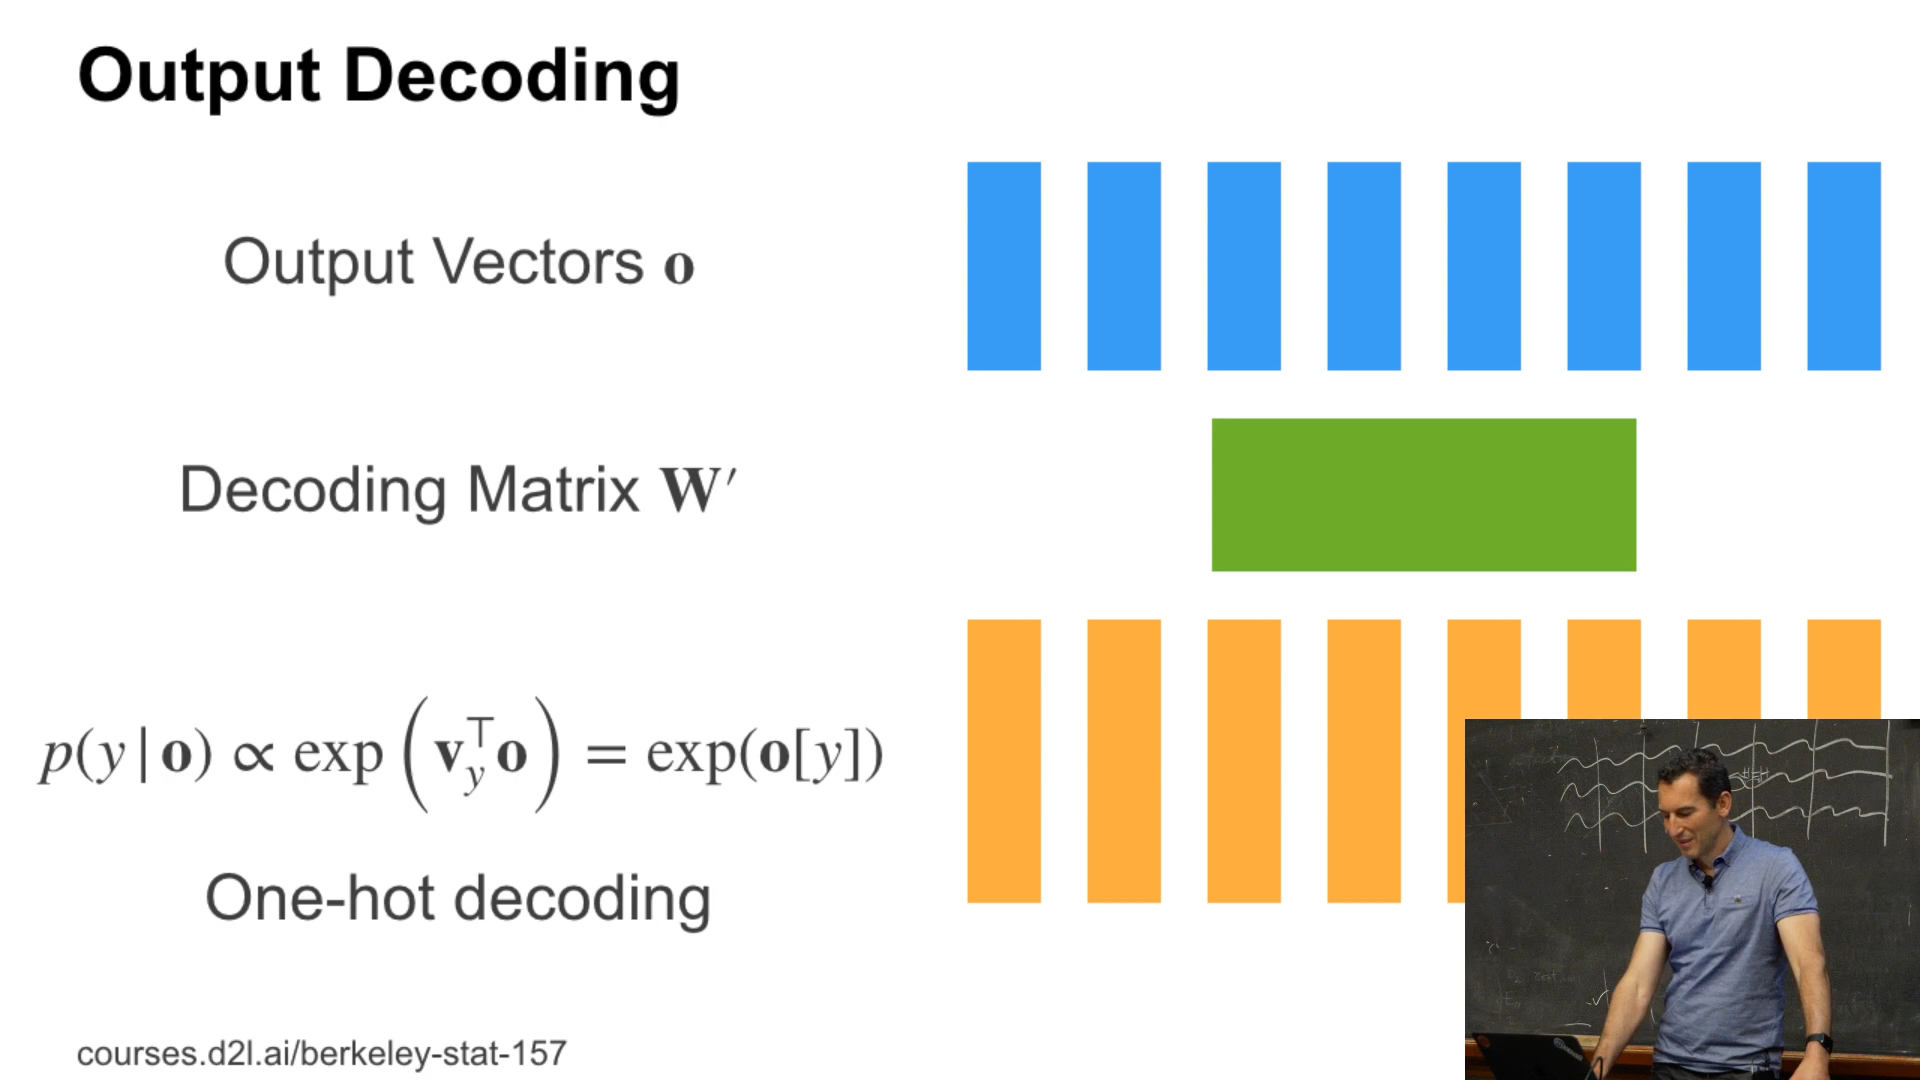 Output Decoding
Output Vectors o
Decoding Matrix W′
p(y|o) ∝ exp(v_y^⊤ o) = exp(o[y])
One-hot decoding
courses.d2l.ai/berkeley-stat-157